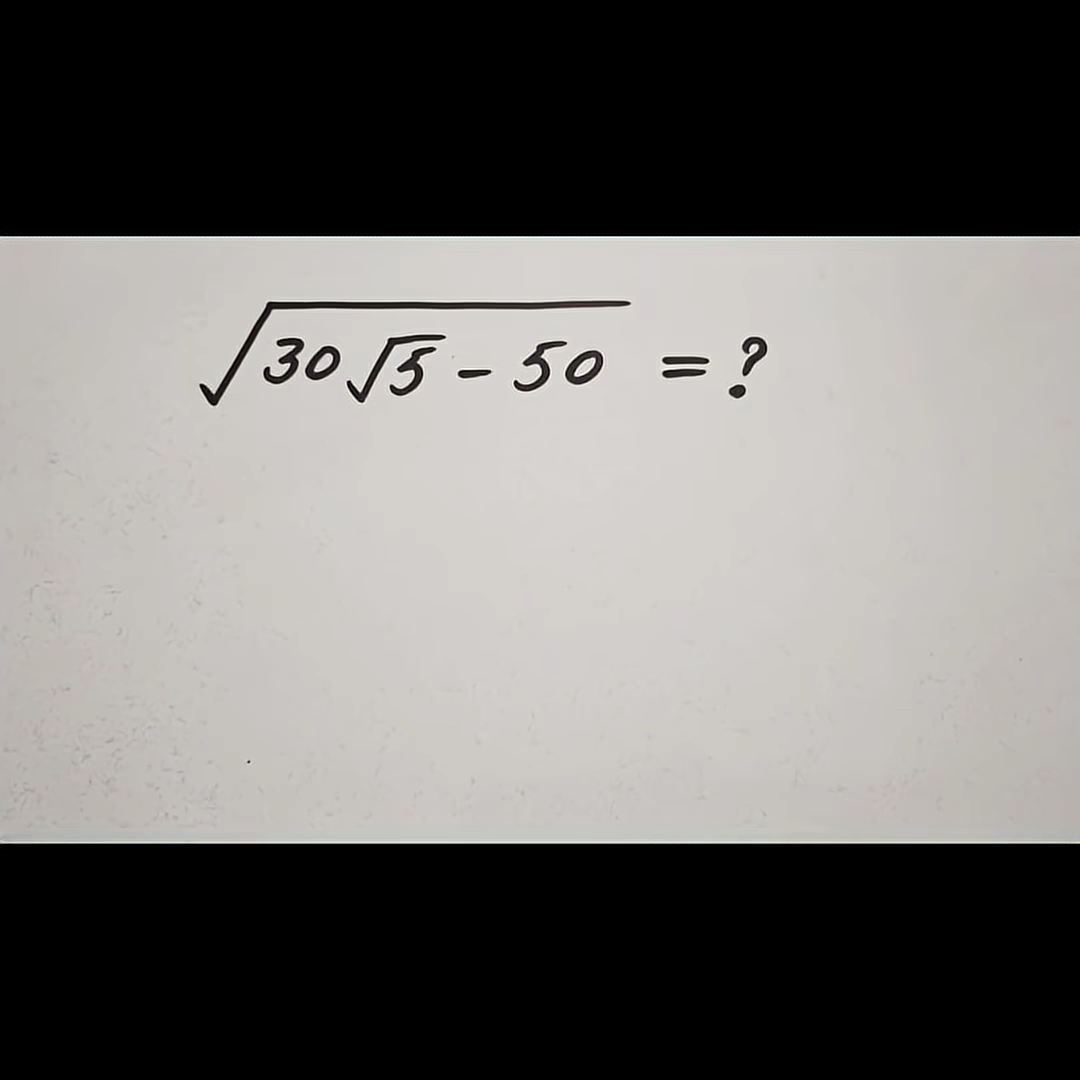 √(30√5 - 50) = ?